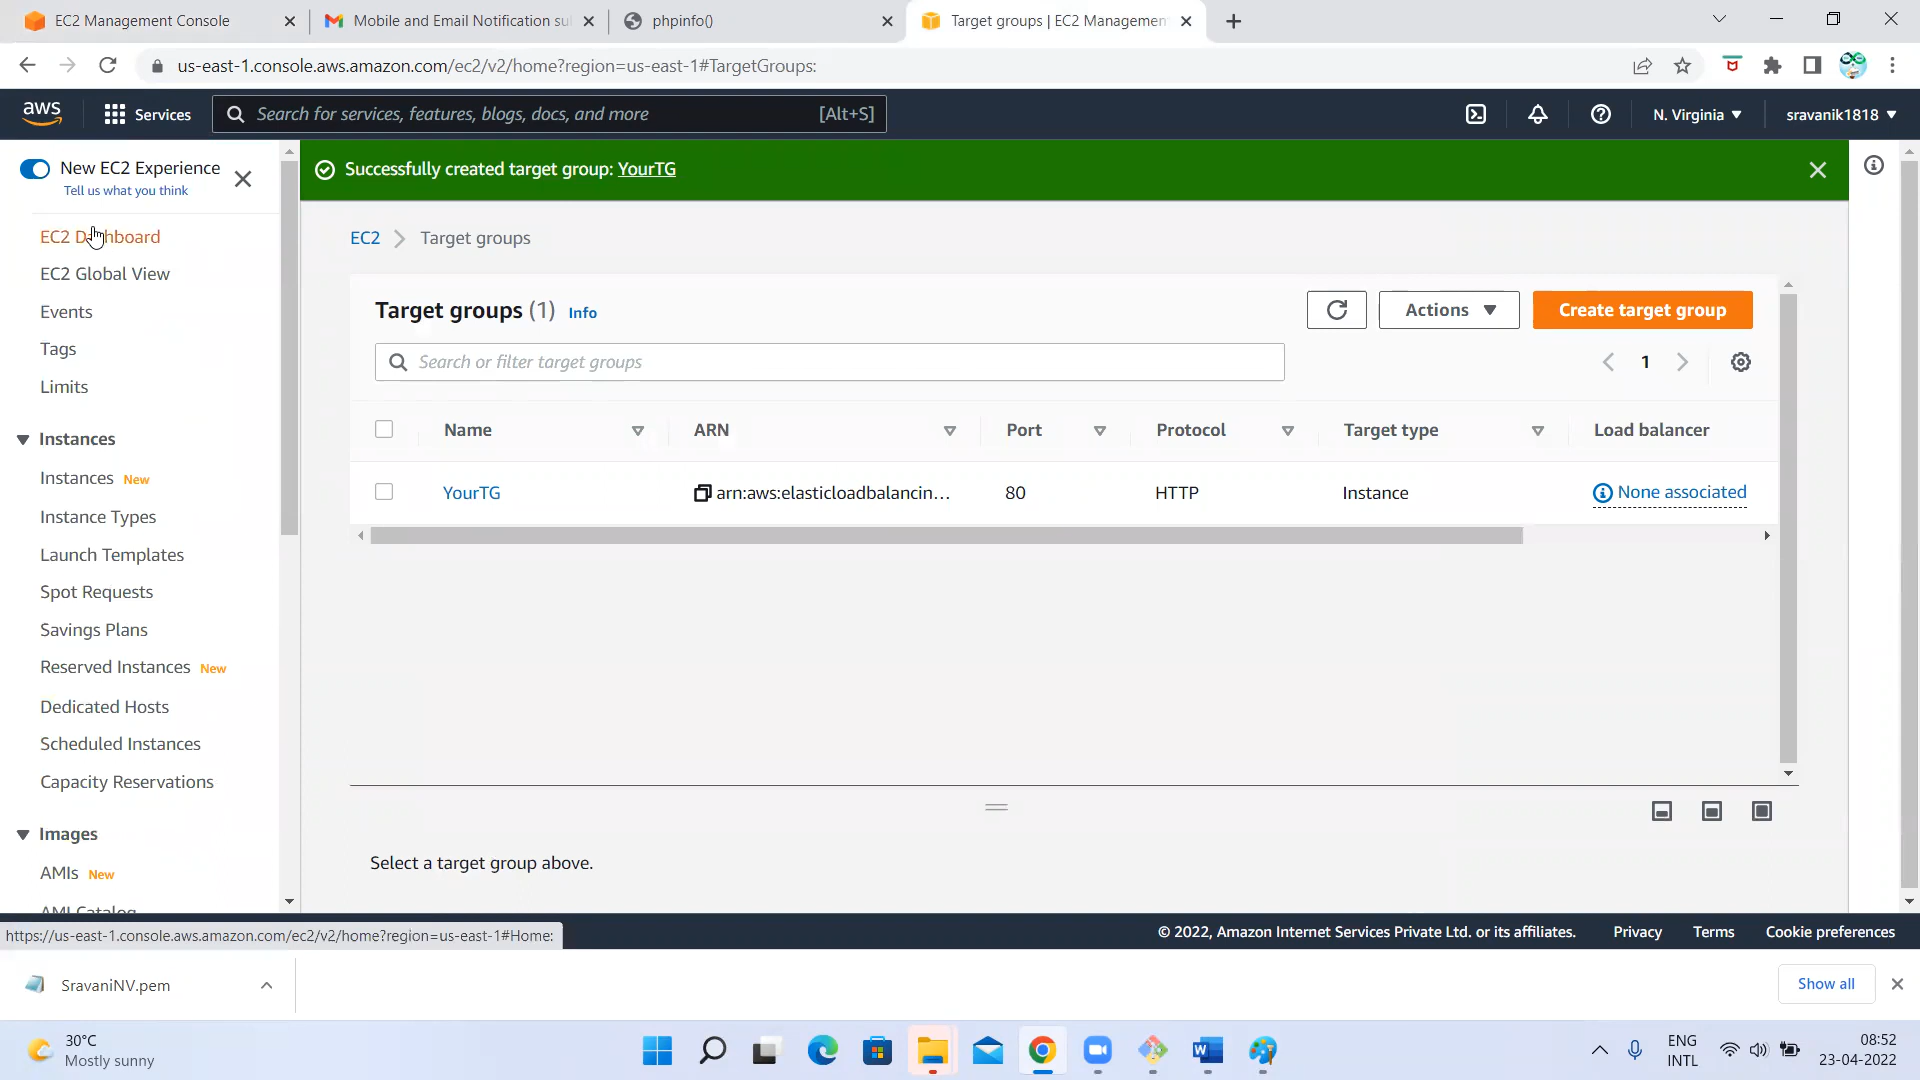 EC2 Management Console
Mobile and Email Notification su
phpinfo()
Target groups | EC2 Managemen
us-east-1.console.aws.amazon.com/ec2/v2/home?region=us-east-1#TargetGroups:
aws
Services
Search for services, features, blogs, docs, and more
[Alt+S]
N. Virginia
sravanik1818
New EC2 Experience
Tell us what you think
EC2 Dashboard
EC2 Global View
Events
Tags
Limits
Instances
Instances New
Instance Types
Launch Templates
Spot Requests
Savings Plans
Reserved Instances New
Dedicated Hosts
Scheduled Instances
Capacity Reservations
Images
AMIs New
AMI Catalog
Successfully created target group: YourTG
EC2
Target groups
Target groups (1) Info
Actions
Create target group
Search or filter target groups
1
Name
ARN
Port
Protocol
Target type
Load balancer
YourTG
arn:aws:elasticloadbalancin...
80
HTTP
Instance
None associated
Select a target group above.
https://us-east-1.console.aws.amazon.com/ec2/v2/home?region=us-east-1#Home:
© 2022, Amazon Internet Services Private Ltd. or its affiliates.
Privacy
Terms
Cookie preferences
SravaniNV.pem
Show all
30°C
Mostly sunny
ENG
INTL
08:52
23-04-2022